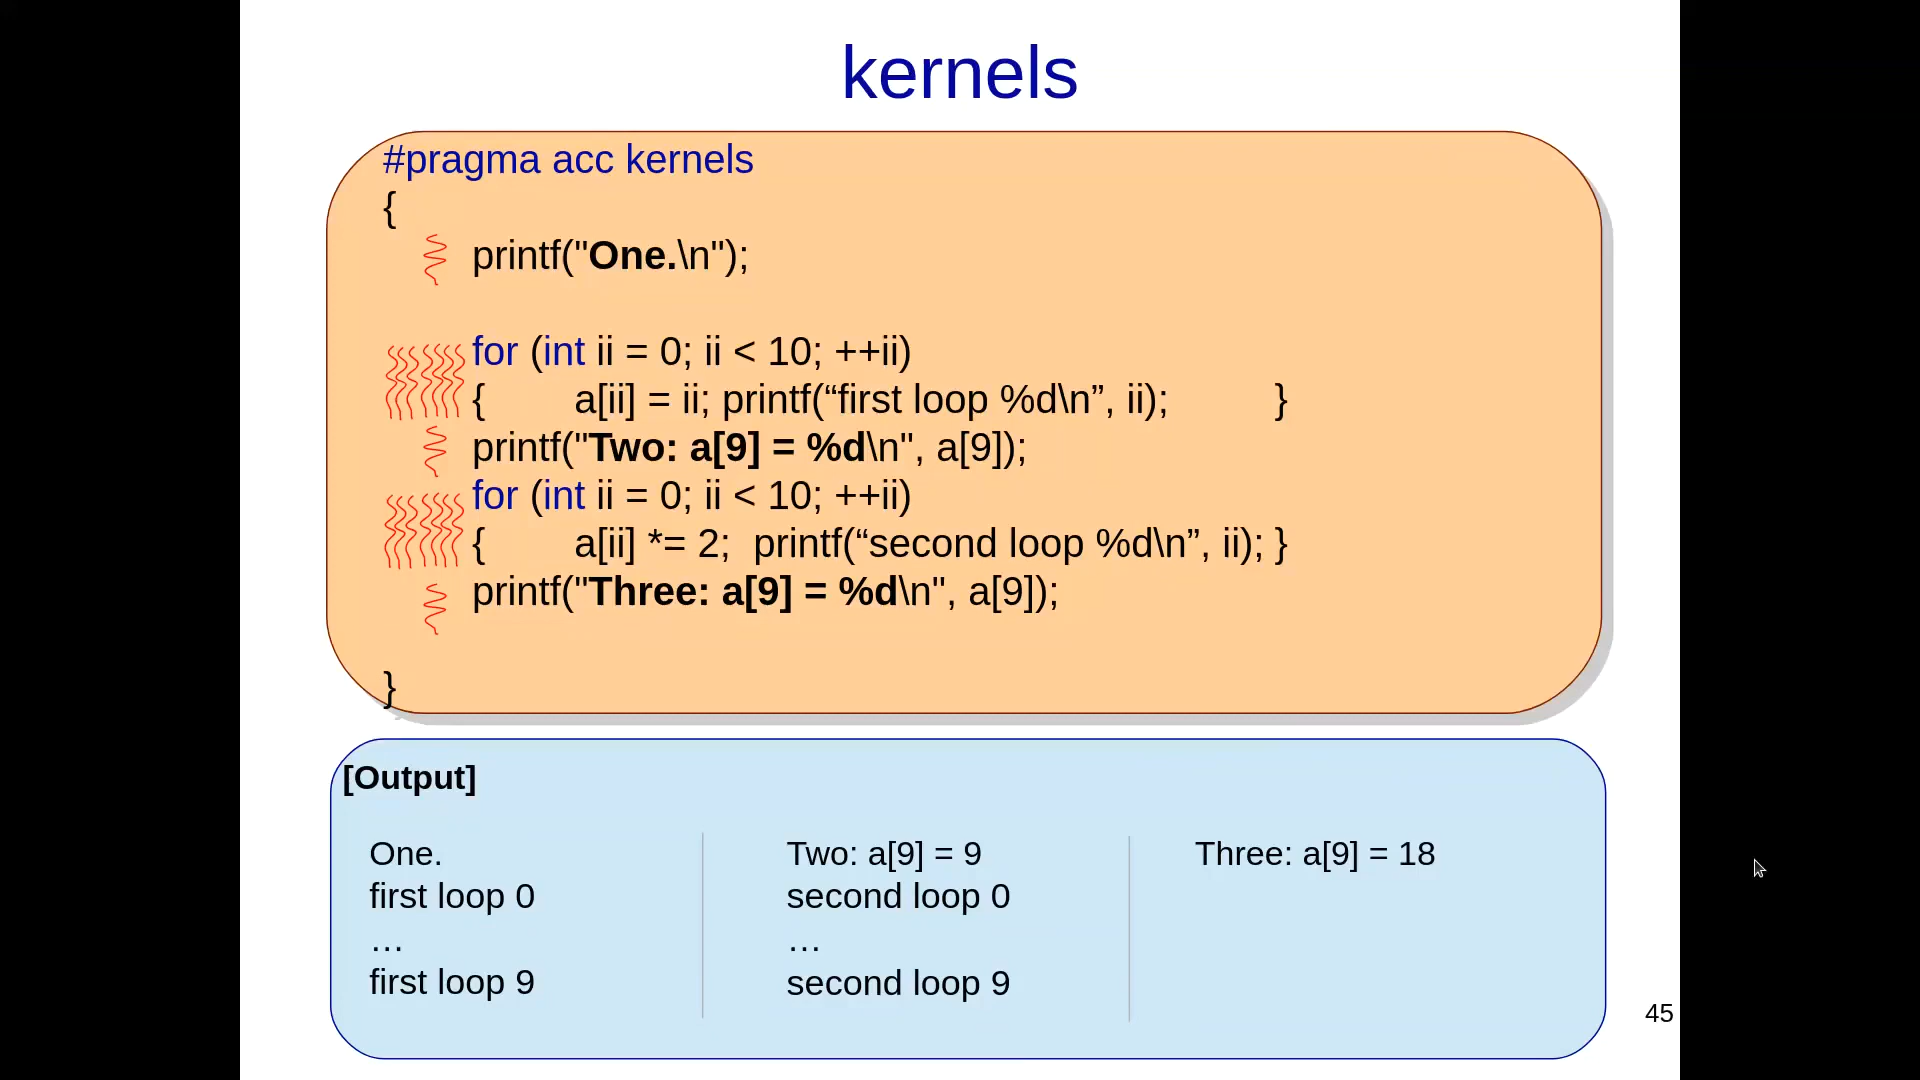 kernels
#pragma acc kernels
{
printf("One.\n");
for (int ii = 0; ii < 10; ++ii)
{ a[ii] = ii; printf(“first loop %d\n”, ii); }
printf("Two: a[9] = %d\n", a[9]);
for (int ii = 0; ii < 10; ++ii)
{ a[ii] *= 2; printf(“second loop %d\n”, ii); }
printf("Three: a[9] = %d\n", a[9]);
}
[Output]
One.
first loop 0
…
first loop 9
Two: a[9] = 9
second loop 0
…
second loop 9
Three: a[9] = 18
45